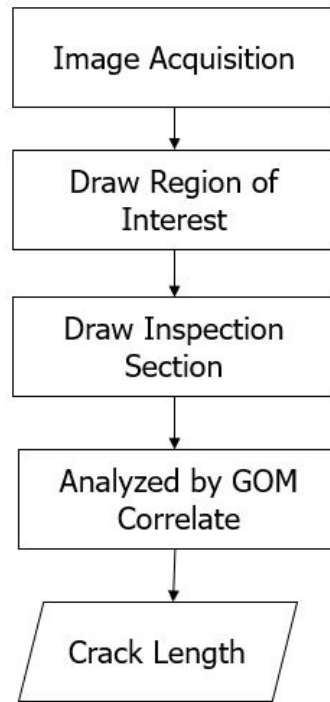 Image Acquisition
Draw Region of
Interest
Draw Inspection
Section
Analyzed by GOM
Correlate
Crack Length